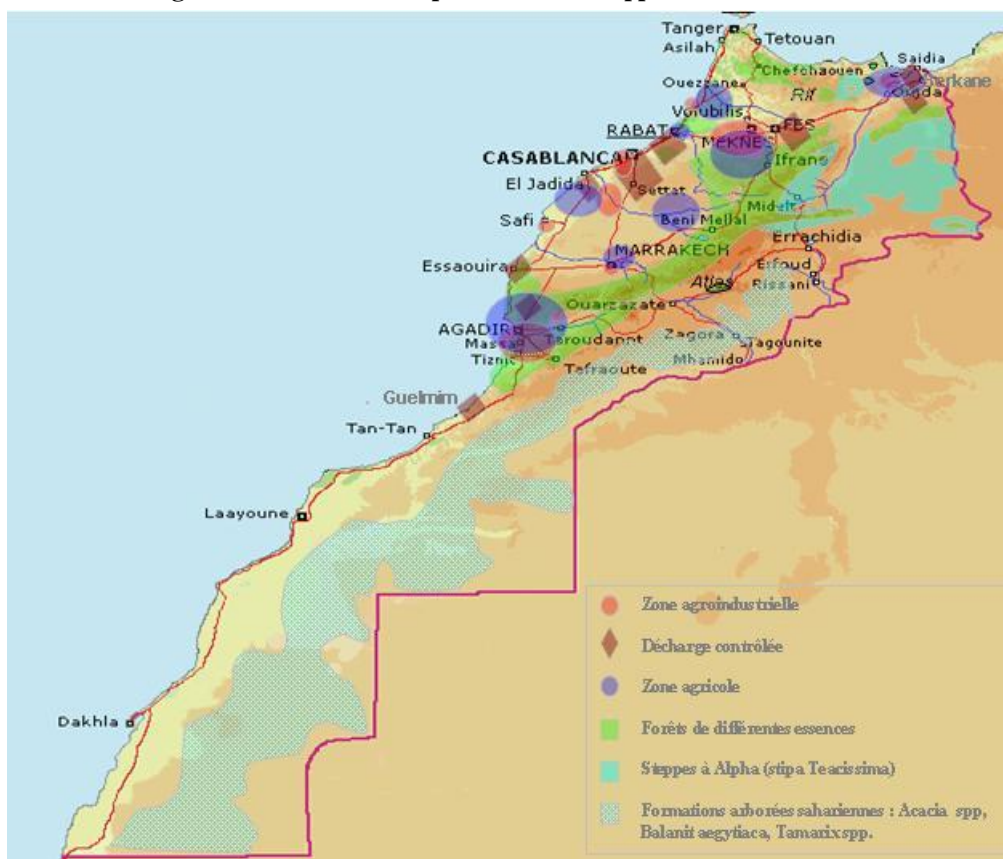 Tanger
Tetouan
Asilah
Chefchaouen
Saidia
Ouezzane
Rif
Berkane
Oujda
Volubilis
RABAT
FES
MEKNES
Ifrane
CASABLANCA
El Jadida
Settat
Midelt
Safi
Beni Mellal
Errachidia
MARRAKECH
Erfoud
Essaouira
Atlas
Rissani
Ouarzazate
AGADIR
Zagora
Tagounite
Massa
Taroudannt
Mhamid
Tiznit
Tafraoute
Guelmim
Tan-Tan
Laayoune
Dakhla
Zone agroindustrielle
Décharge contrôlée
Zone agricole
Forêts de différentes essences
Steppes à Alpha (stipa Teacissima)
Formations arborées sahariennes : Acacia spp,
Balanit aegytiaca, Tamarix spp.